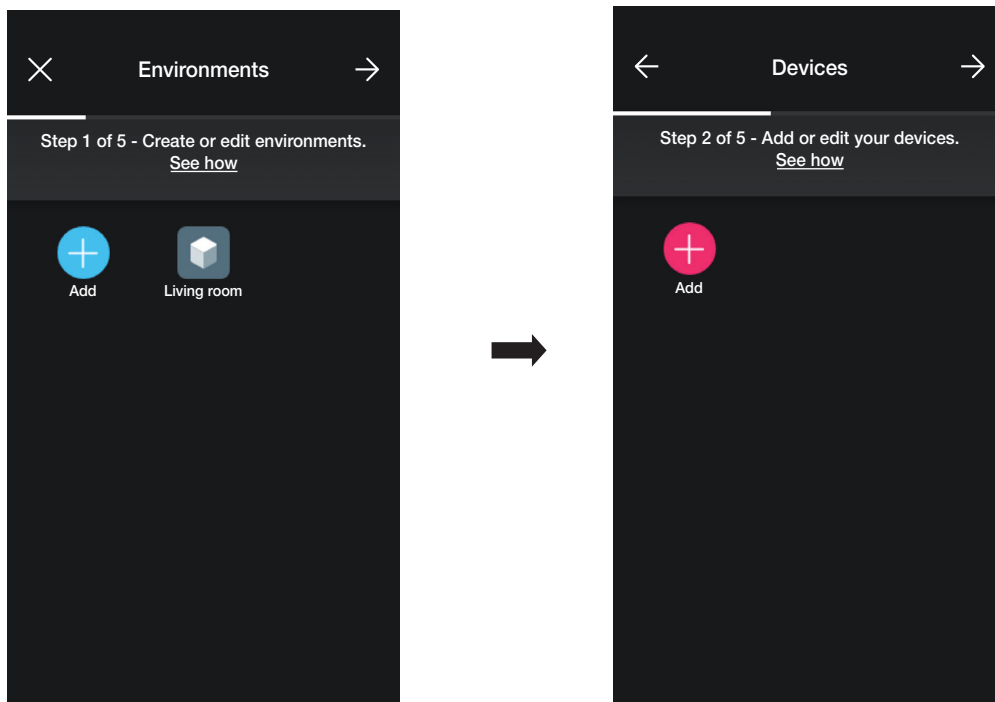 Environments
Step 1 of 5 - Create or edit environments.
See how
Add
Living room
Devices
Step 2 of 5 - Add or edit your devices.
See how
Add